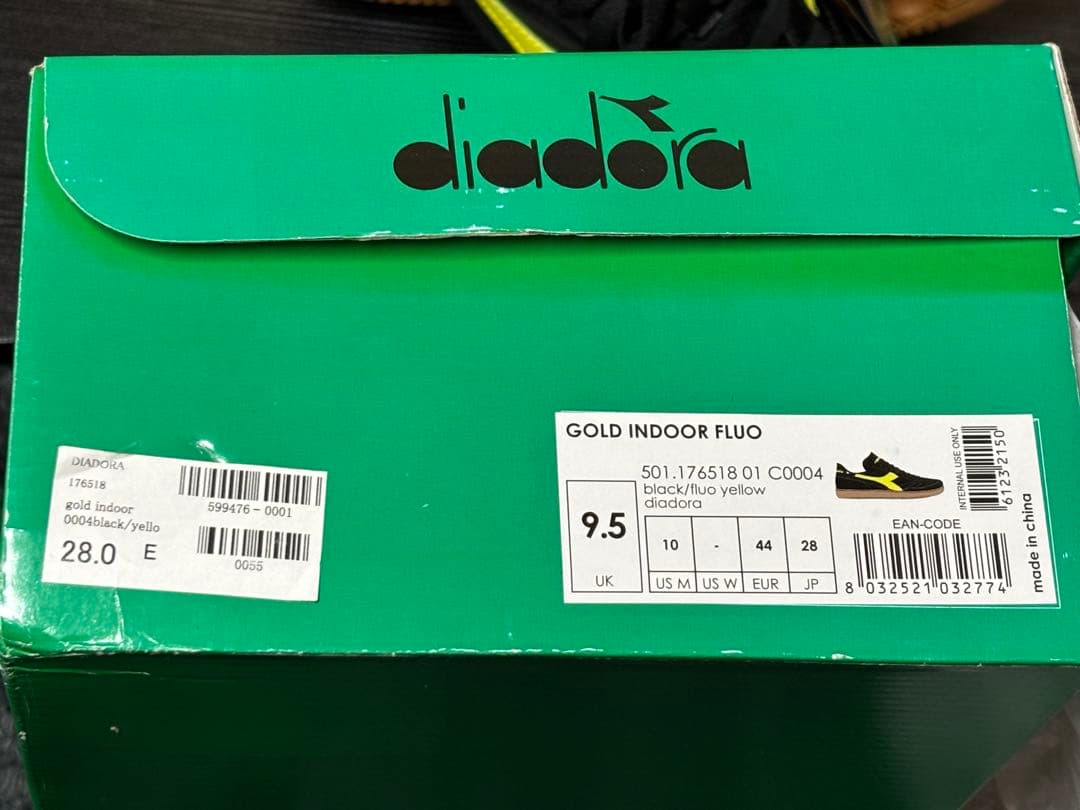 diadora
DIADORA
176518
gold indoor
0004black/yello
28.0 E
599476-0001
0055
GOLD INDOOR FLUO
501.176518 01 C0004
black/fluo yellow
diadora
9.5
UK
10 - 44 28
US M US W EUR JP
INTERNAL USE ONLY
6123 2150
EAN-CODE
8 032521 032774
made in china